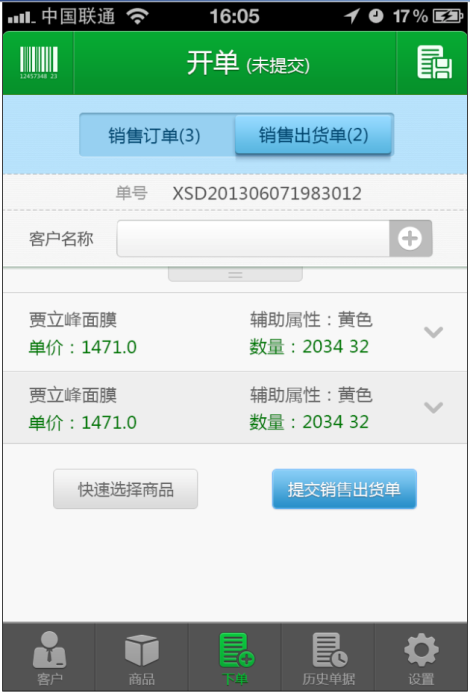 中国联通 16:05 17%
12457348 23
开单 (未提交)
销售订单(3) 销售出货单(2)
单号 XSD201306071983012
客户名称
贾立峰面膜 辅助属性：黄色
单价：1471.0 数量：2034 32
贾立峰面膜 辅助属性：黄色
单价：1471.0 数量：2034 32
快速选择商品 提交销售出货单
客户 商品 下单 历史单据 设置